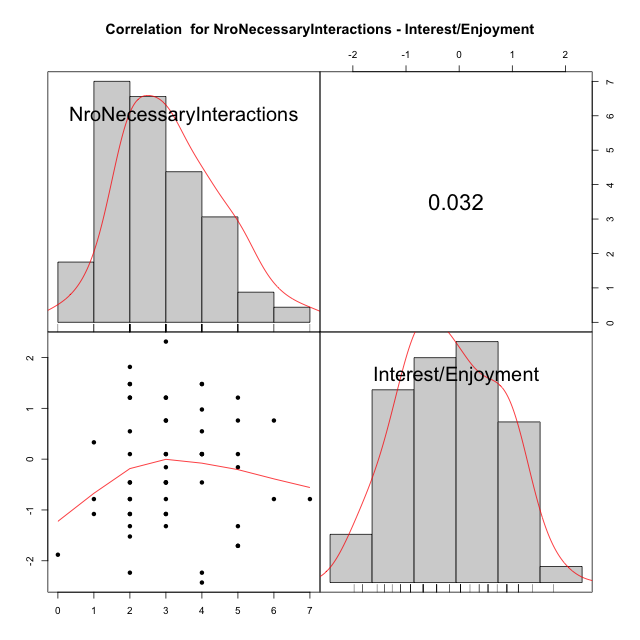 Correlation for NroNecessaryInteractions - Interest/Enjoyment
-2 -1 0 1 2
NroNecessaryInteractions
0.032
7
6
5
4
3
2
1
0
Interest/Enjoyment
2
1
0
-1
-2
0 1 2 3 4 5 6 7